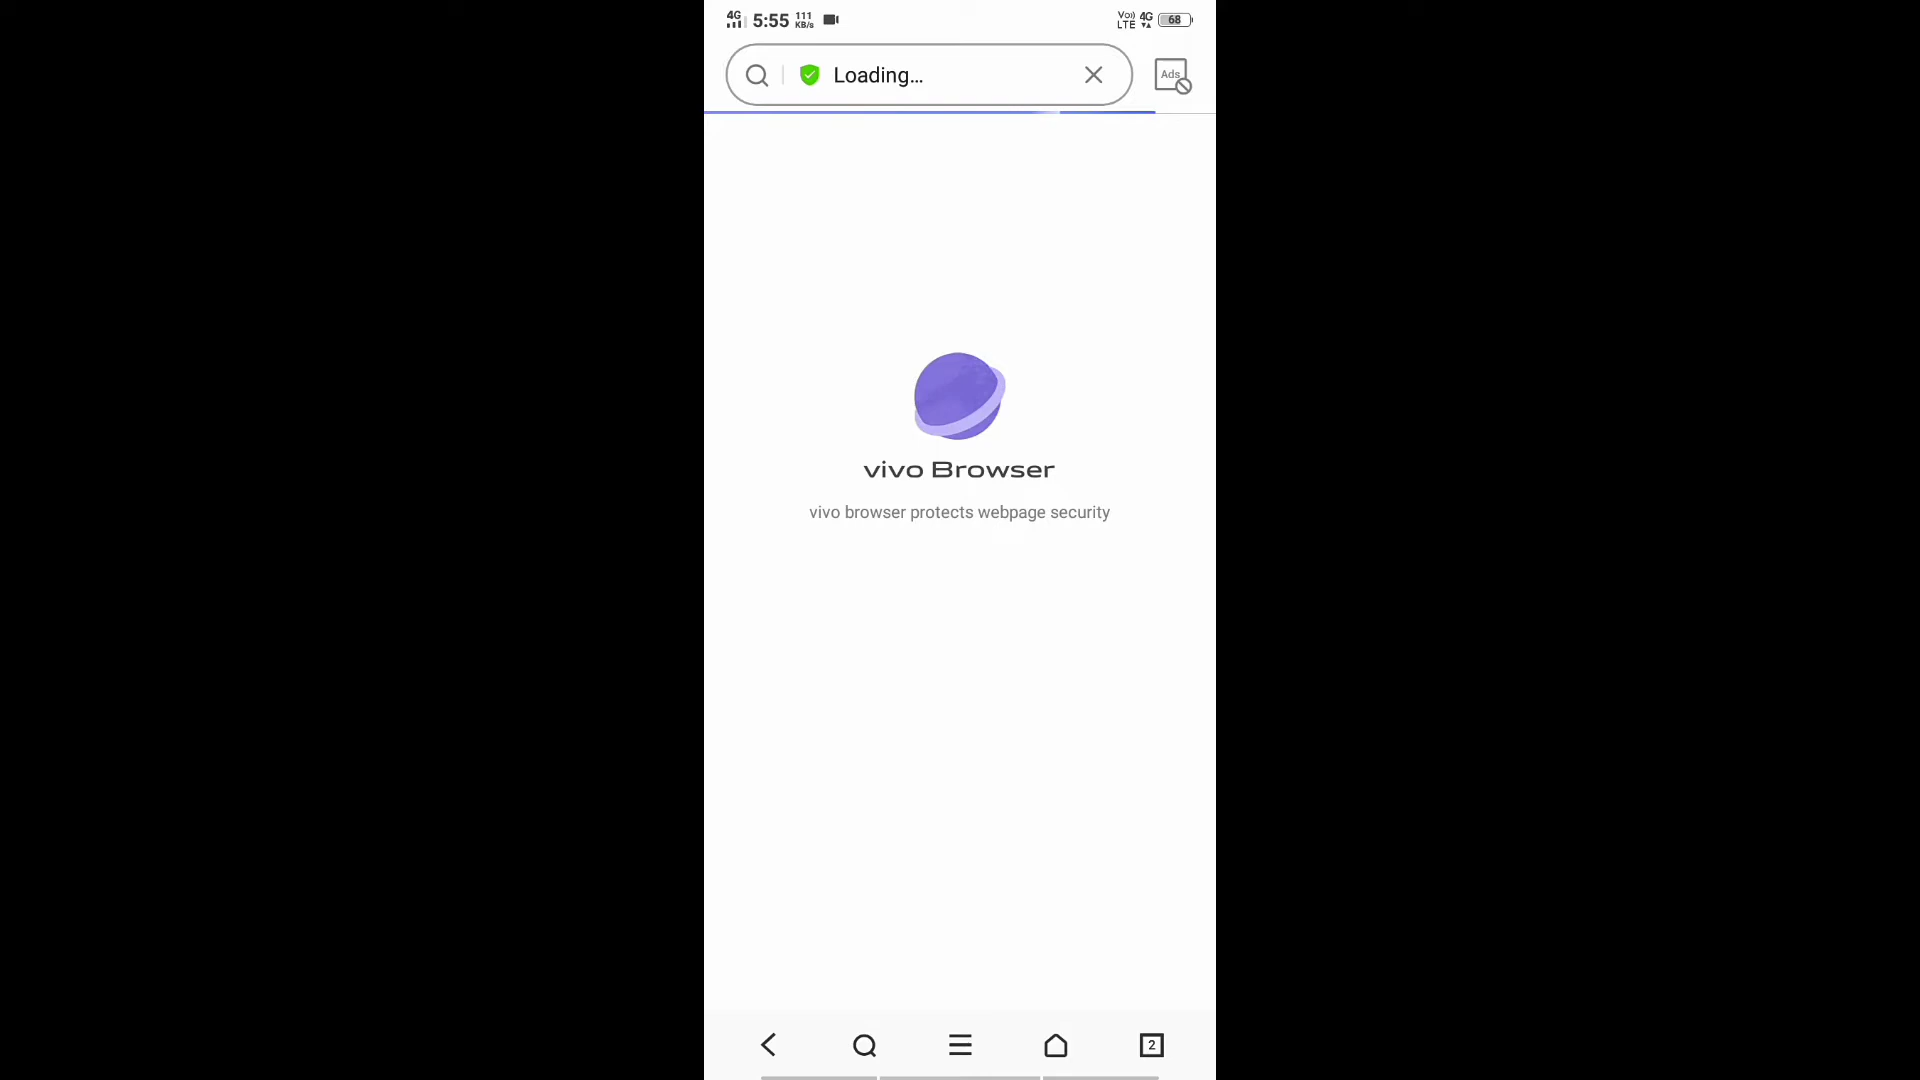 4G 5:55 111 KB/s Vo)) LTE 4G 68
Loading... Ads
vivo Browser
vivo browser protects webpage security
2